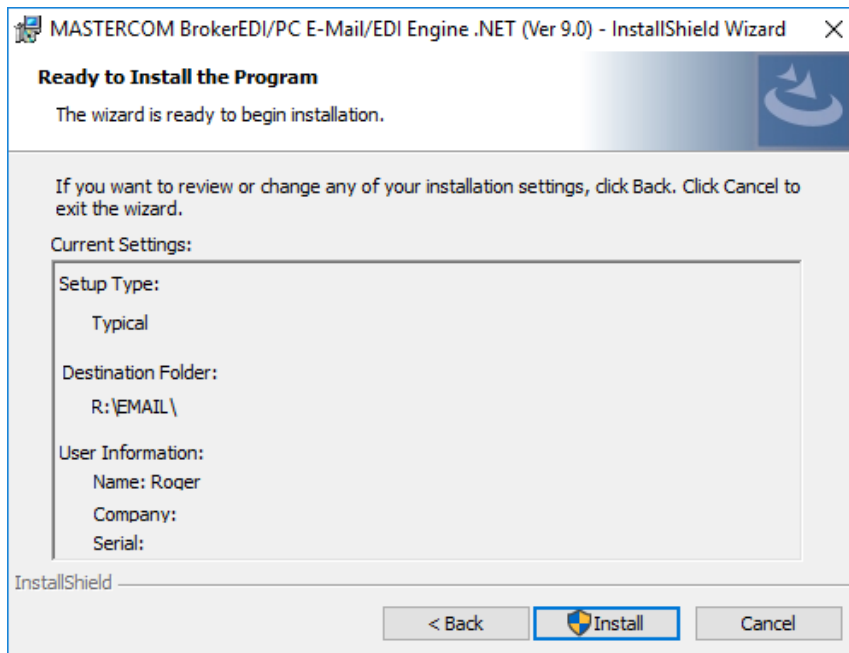 MASTERCOM BrokerEDI/PC E-Mail/EDI Engine .NET (Ver 9.0) - InstallShield Wizard
Ready to Install the Program
The wizard is ready to begin installation.
If you want to review or change any of your installation settings, click Back. Click Cancel to
exit the wizard.
Current Settings:
Setup Type:
Typical
Destination Folder:
R:\EMAIL\
User Information:
Name: Roger
Company:
Serial:
InstallShield
< Back
Install
Cancel